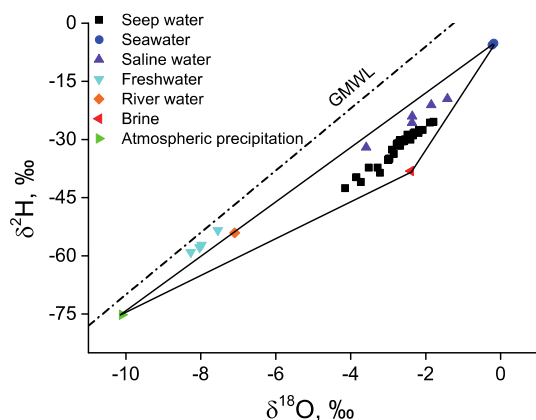 Seep water
Seawater
Saline water
Freshwater
River water
Brine
Atmospheric precipitation
GMWL
0
-15
-30
-45
-60
-75
δ²H, ‰
-10
-8
-6
-4
-2
0
δ¹⁸O, ‰